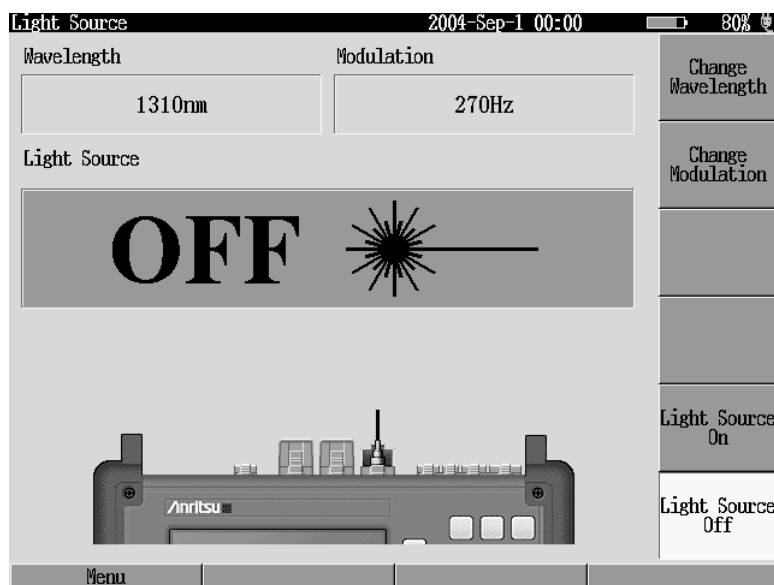 Light Source
2004-Sep-1 00:00
80%
Wavelength
Modulation
1310nm
270Hz
Light Source
OFF
Anritsu
Change
Wavelength
Change
Modulation
Light Source
On
Light Source
Off
Menu